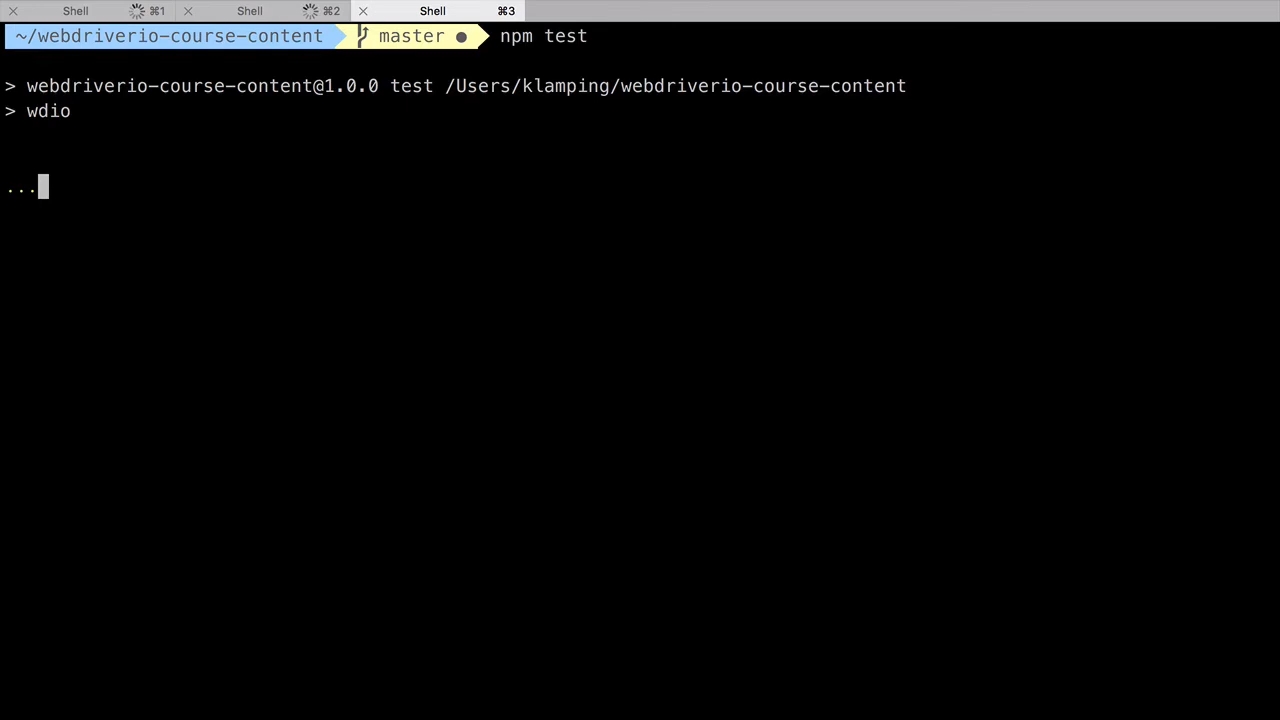 Shell ⌘1 Shell ⌘2 Shell ⌘3
~/webdriverio-course-content master ● npm test
> webdriverio-course-content@1.0.0 test /Users/klamping/webdriverio-course-content
> wdio
...